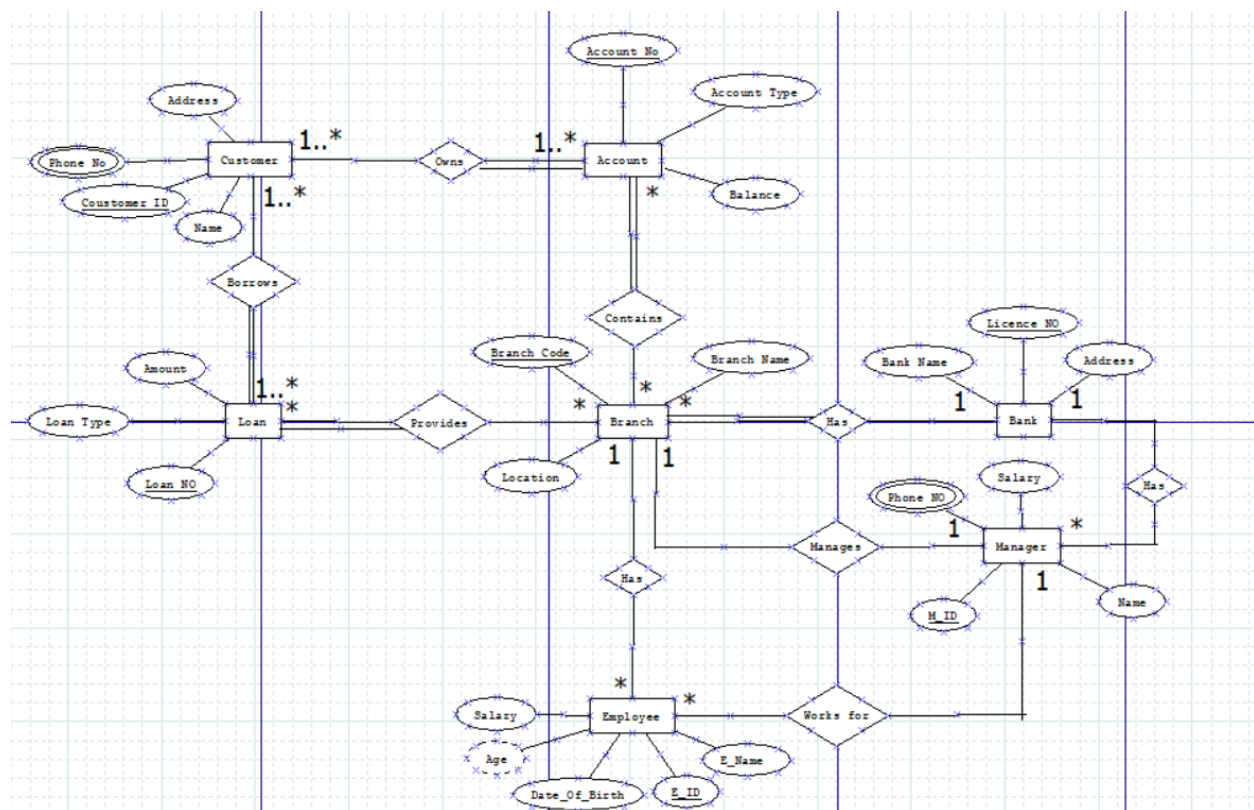 Account No
Account Type
Address
1..*
1..*
Phone No
Customer
Owns
Account
Coustomer ID
1..*
*
Balance
Name
Borrows
Contains
Licence NO
Branch Code
Branch Name
Bank Name
Address
Amount
1..*
*
*
*
*
1
1
Loan Type
Loan
Provides
Branch
Has
Bank
1
1
Location
Loan NO
Salary
Phone NO
Has
1
*
Manages
Manager
Has
1
M_ID
Name
*
*
Salary
Employee
Works for
Age
E_Name
Date_Of_Birth
E_ID